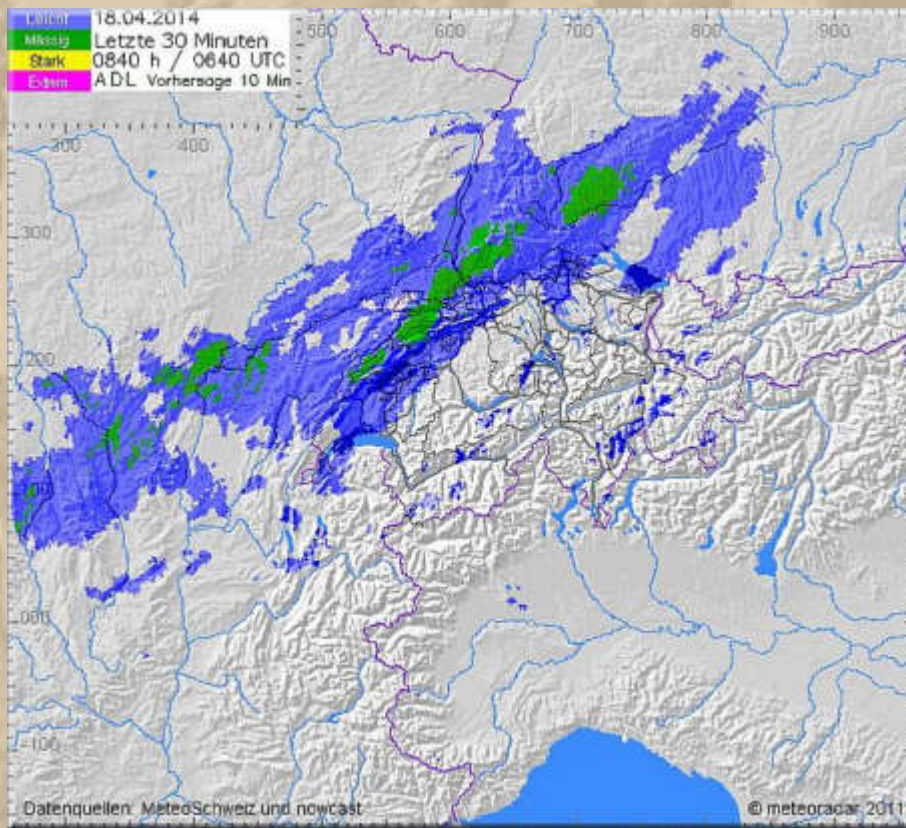 Leicht 18.04.2014
Mässig Letzte 30 Minuten
Stark 0840 h / 0640 UTC
Extrem ADL Vorhersage 10 Min
500 600 700 800 900
300 400
300
200
000
-100
Datenquellen: MeteoSchweiz und nowcast
© meteoradar 2011